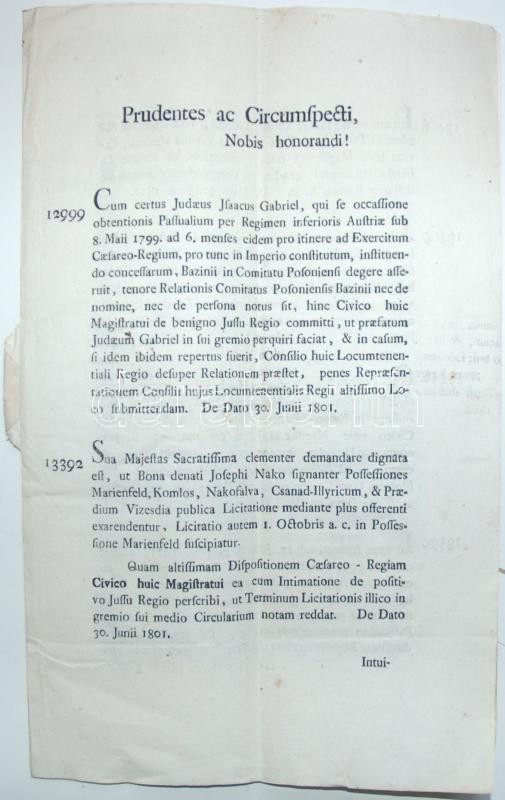 Prudentes ac Circumſpecti,
Nobis honorandi!
12999
Cum certus Judæus Iſaacus Gabriel, qui ſe occaſſione
obtentionis Paſſualium per Regimen inferioris Auſtriæ ſub
8. Maii 1799. ad 6. menſes eidem pro itinere ad Exercitum
Cæſareo-Regium, pro tunc in Imperio conſtitutum, inſtituen-
do conceſſarum, Bazinii in Comitatu Poſonienſi degere aſſe-
ruit, tenore Relationis Comitatus Poſonienſis Bazinii nec de
nomine, nec de perſona notus ſit, hinc Civico huic
Magiſtratui de benigno Juſſu Regio committi, ut præfatum
Judæum Gabriel in ſui gremio perquiri faciat, & in caſum,
ſi idem ibidem repertus fuerit, Conſilio huic Locumtenen-
tiali Regio deſuper Relationem præſtet, penes Repræſen-
tationem Conſilii hujus Locumtenentialis Regii altiſſimo Lo-
co ſubmittendam. De Dato 30. Junii 1801.
13392
Sua Majeſtas Sacratiſſima clementer demandare dignata
eſt, ut Bona denati Joſephi Nako ſignanter Poſſeſſiones
Marienfeld, Komlos, Nakofalva, Csanad-Illyricum, & Præ-
dium Vizesdia publica Licitatione mediante plùs offerenti
exarendentur, Licitatio autem 1. Octobris a. c. in Poſſeſ-
ſione Marienfeld ſuſcipiatur.
Quam altiſſimam Diſpoſitionem Cæſareo - Regiam
Civico huic Magiſtratui ea cum Intimatione de poſiti-
vo Juſſu Regio perſcribi, ut Terminum Licitationis illico in
gremio ſui medio Circularium notam reddat. De Dato
30. Junii 1801.
Intui-
darabanth